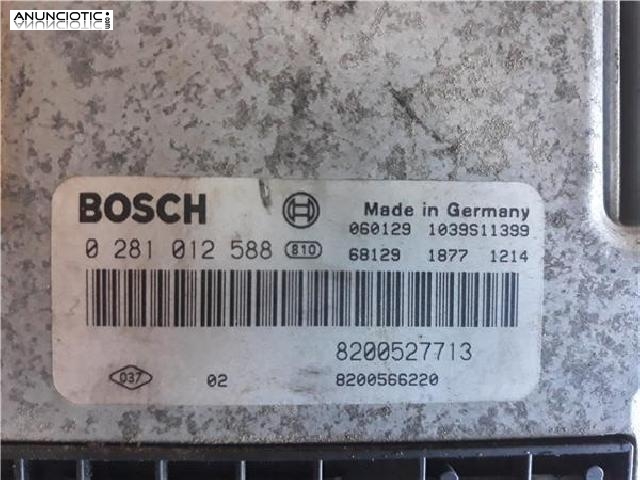 ANUNCIOTIC.com
BOSCH
Made in Germany
060129 1039S11399
0 281 012 588 810
68129 1877 1214
8200527713
037 02 8200566220